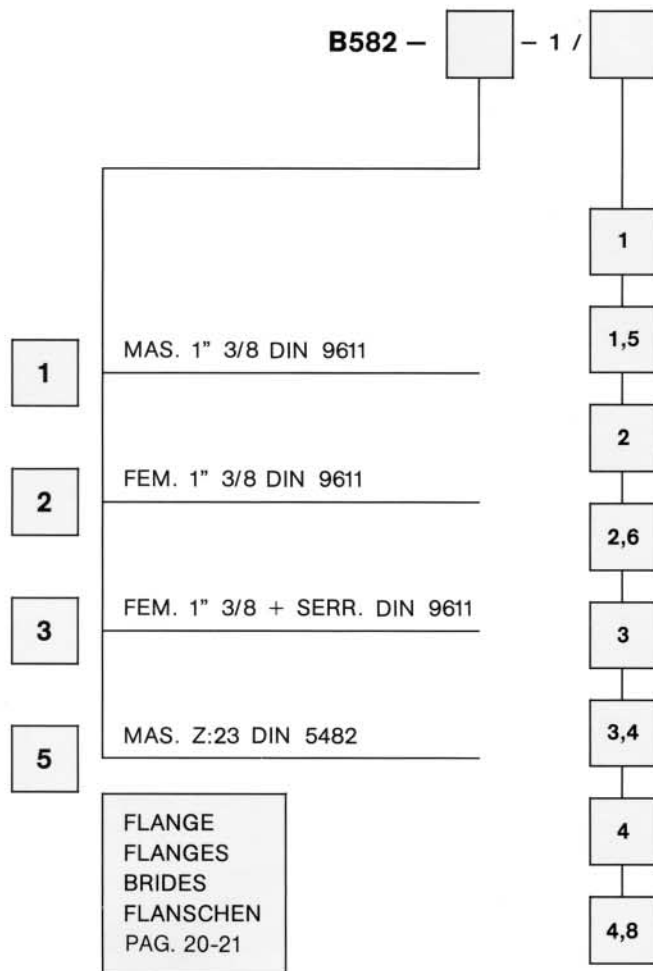 B582 – – 1 /
1
1,5
1 MAS. 1” 3/8 DIN 9611
2
2 FEM. 1” 3/8 DIN 9611
2,6
3 FEM. 1” 3/8 + SERR. DIN 9611
3
5 MAS. Z:23 DIN 5482
3,4
FLANGE
FLANGES
BRIDES
FLANSCHEN
PAG. 20-21
4
4,8